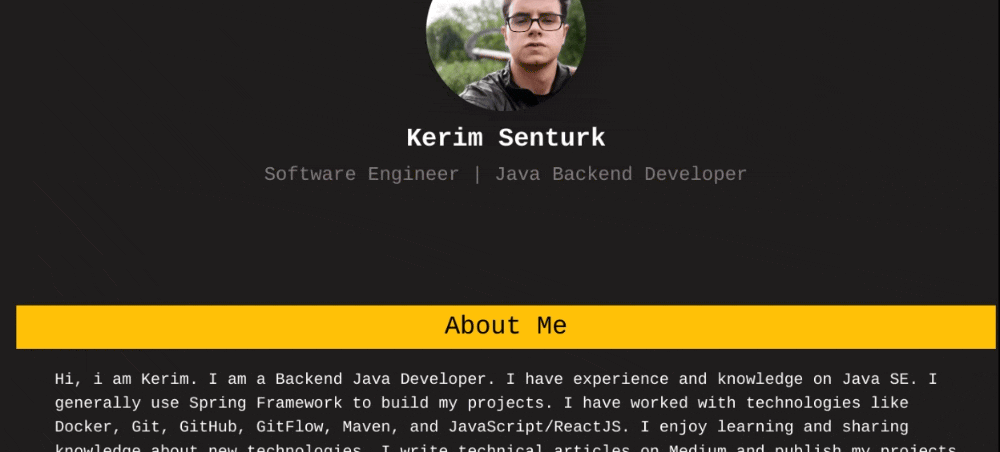 Kerim Senturk
Software Engineer | Java Backend Developer
About Me
Hi, i am Kerim. I am a Backend Java Developer. I have experience and knowledge on Java SE. I
generally use Spring Framework to build my projects. I have worked with technologies like
Docker, Git, GitHub, GitFlow, Maven, and JavaScript/ReactJS. I enjoy learning and sharing
knowledge about new technologies. I write technical articles on Medium and publish my projects